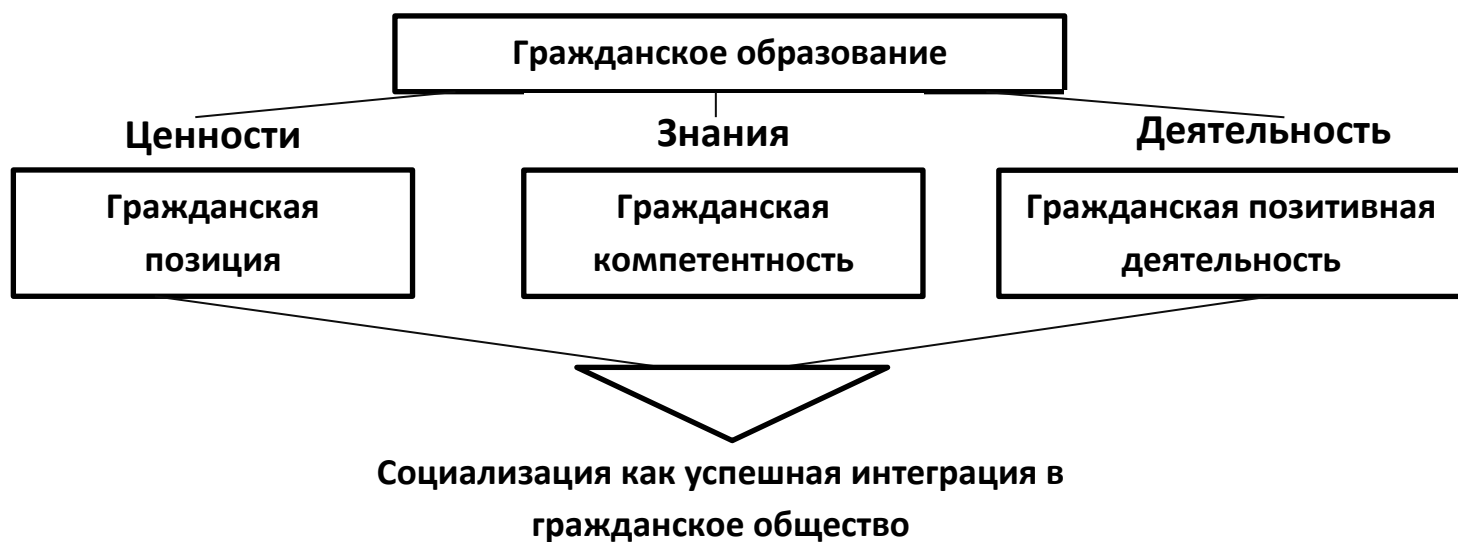 Гражданское образование
Ценности
Знания
Деятельность
Гражданская
позиция
Гражданская
компетентность
Гражданская позитивная
деятельность
Социализация как успешная интеграция в
гражданское общество